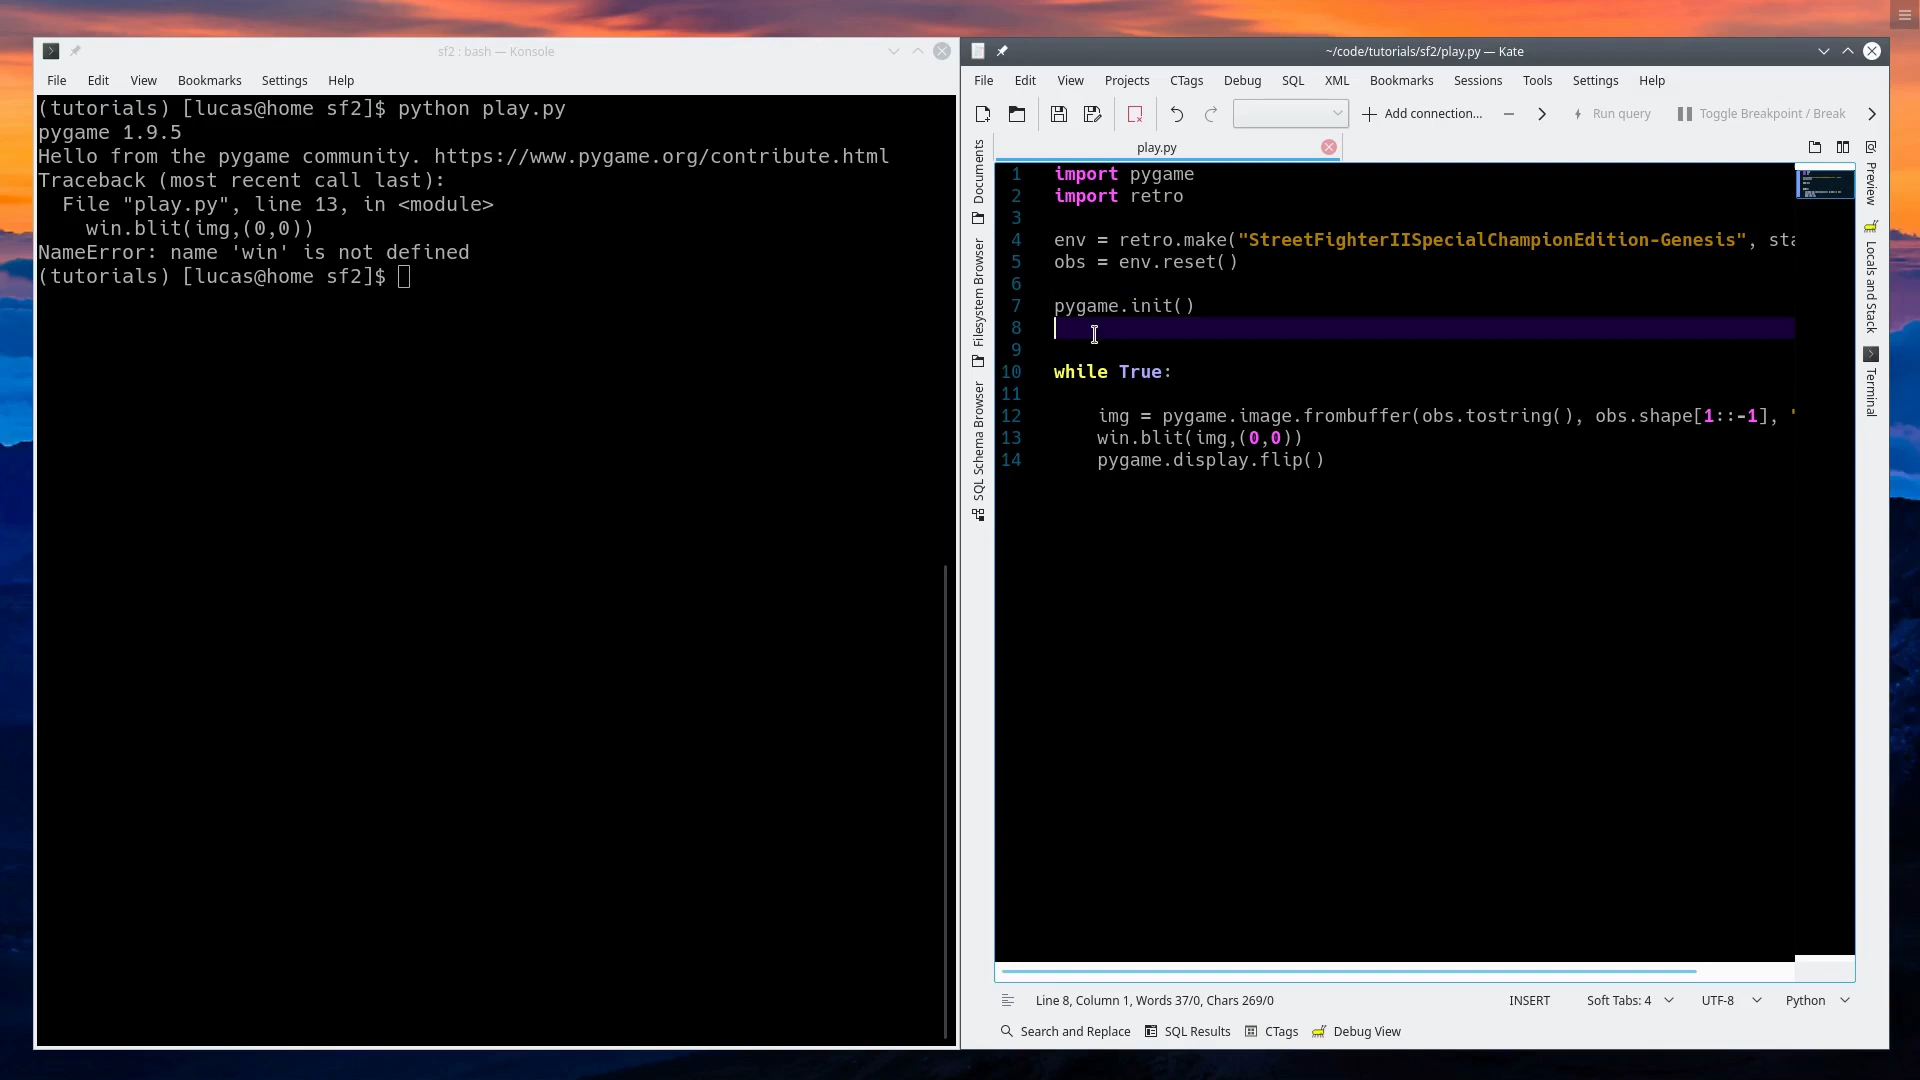 sf2 : bash — Konsole
File Edit View Bookmarks Settings Help
(tutorials) [lucas@home sf2]$ python play.py
pygame 1.9.5
Hello from the pygame community. https://www.pygame.org/contribute.html
Traceback (most recent call last):
  File "play.py", line 13, in <module>
    win.blit(img,(0,0))
NameError: name 'win' is not defined
(tutorials) [lucas@home sf2]$
~/code/tutorials/sf2/play.py — Kate
File Edit View Projects CTags Debug SQL XML Bookmarks Sessions Tools Settings Help
Add connection... Run query Toggle Breakpoint / Break
play.py
Documents
Filesystem Browser
SQL Schema Browser
1 import pygame
2 import retro
3
4 env = retro.make("StreetFighterIISpecialChampionEdition-Genesis", sta
5 obs = env.reset()
6
7 pygame.init()
8
9
10 while True:
11
12     img = pygame.image.frombuffer(obs.tostring(), obs.shape[1::-1], '
13     win.blit(img,(0,0))
14     pygame.display.flip()
Preview
Locals and Stack
Terminal
Line 8, Column 1, Words 37/0, Chars 269/0 INSERT Soft Tabs: 4 UTF-8 Python
Search and Replace SQL Results CTags Debug View